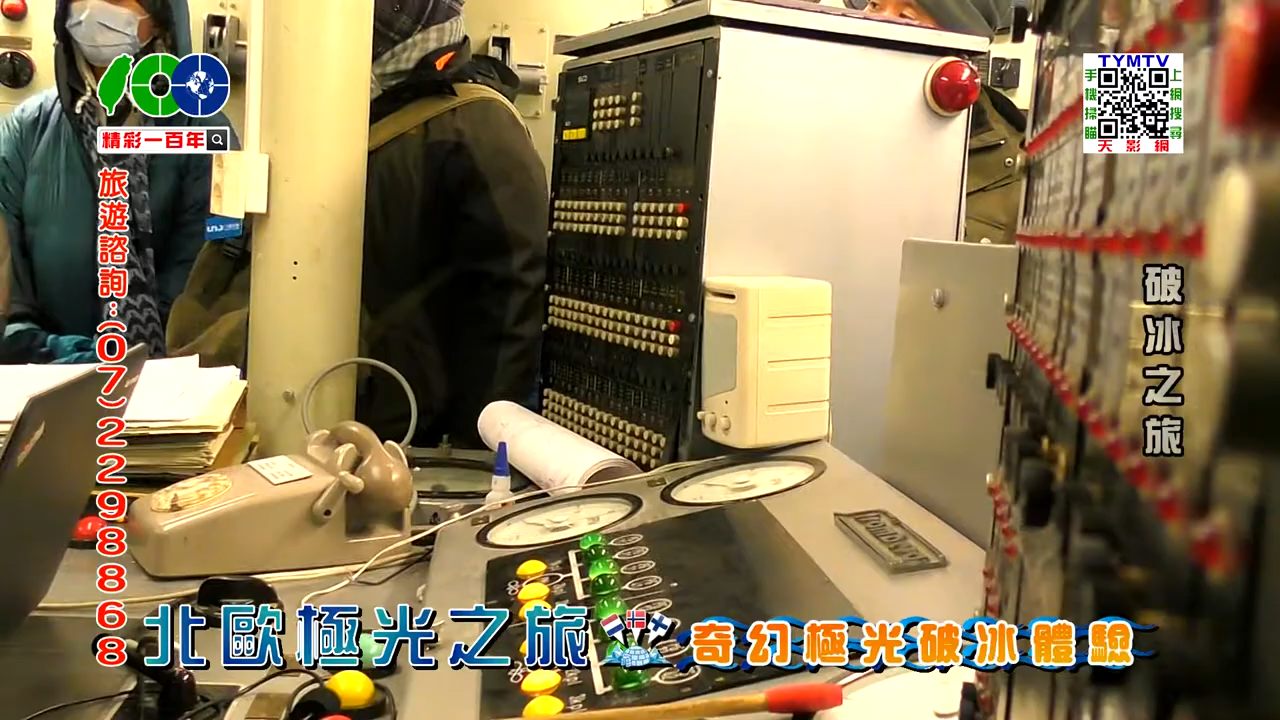 100
精彩一百年
旅遊諮詢:(07)2298868
TYMTV
手機掃瞄
上網搜尋
天影網
破冰之旅
北歐極光之旅
奇幻極光破冰體驗